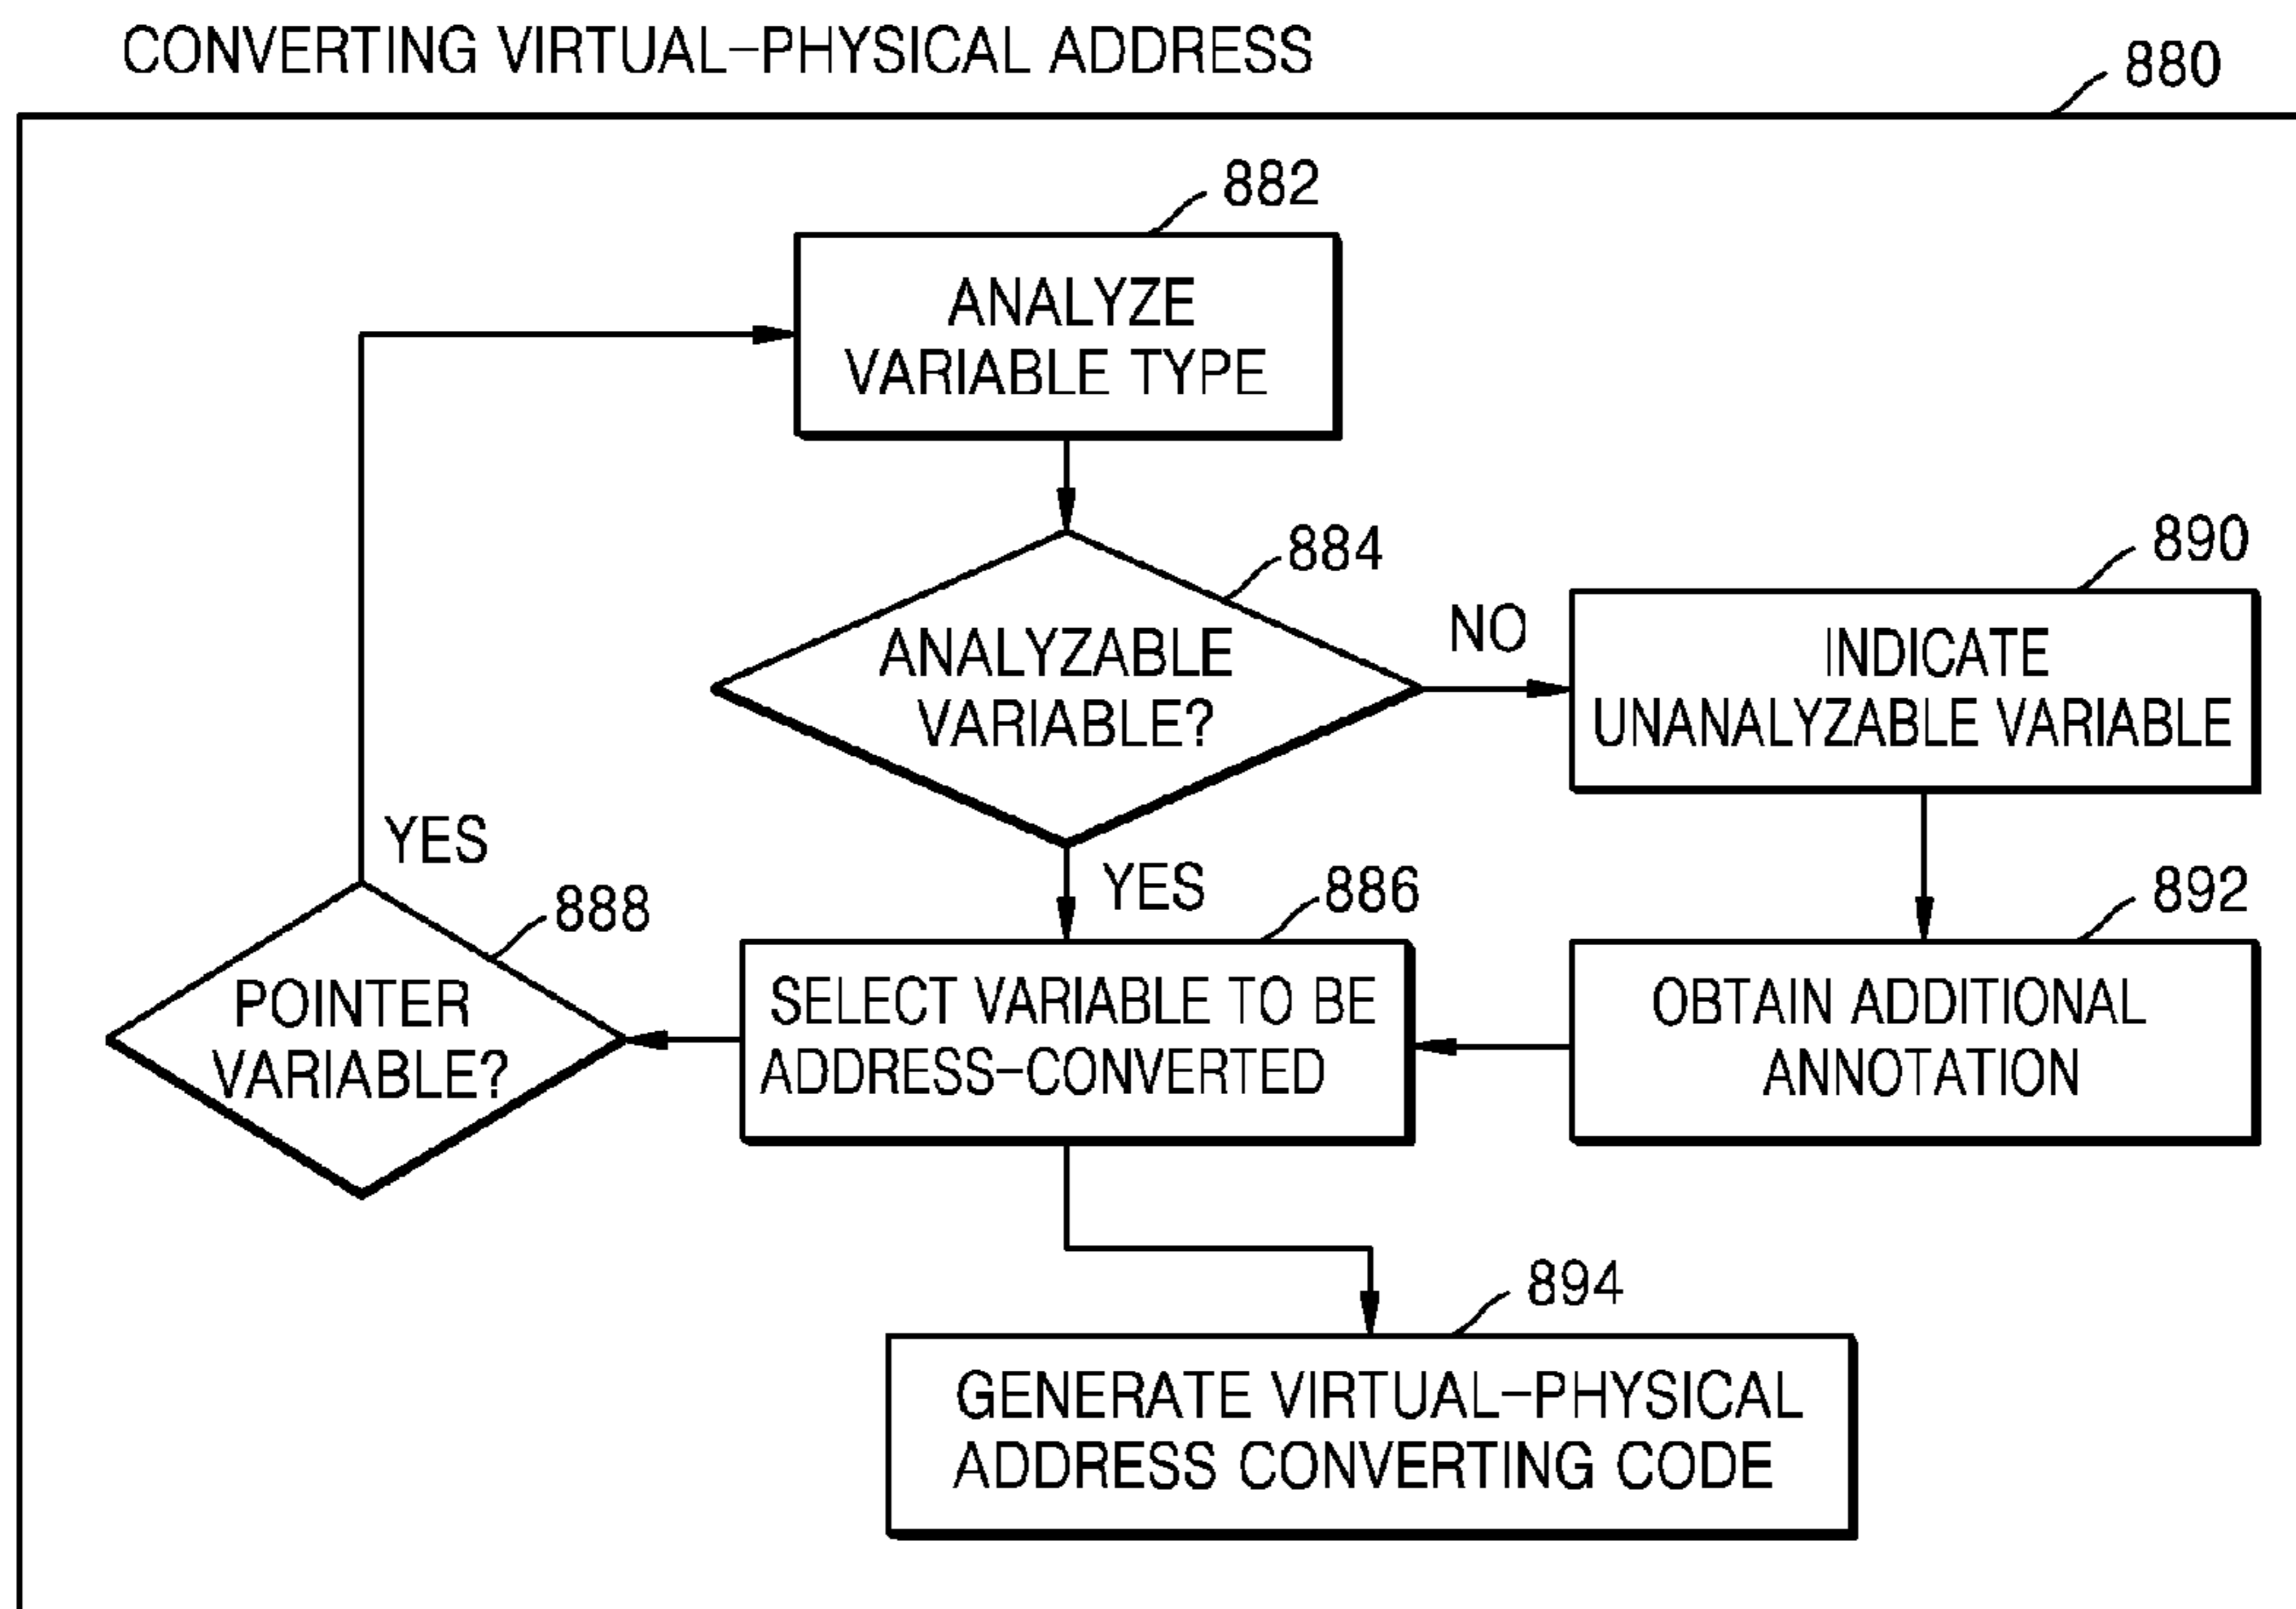 CONVERTING VIRTUAL-PHYSICAL ADDRESS
880
882
ANALYZE
VARIABLE TYPE
884
ANALYZABLE
VARIABLE?
NO
890
INDICATE
UNANALYZABLE VARIABLE
YES
888
POINTER
VARIABLE?
YES
886
SELECT VARIABLE TO BE
ADDRESS-CONVERTED
892
OBTAIN ADDITIONAL
ANNOTATION
894
GENERATE VIRTUAL-PHYSICAL
ADDRESS CONVERTING CODE